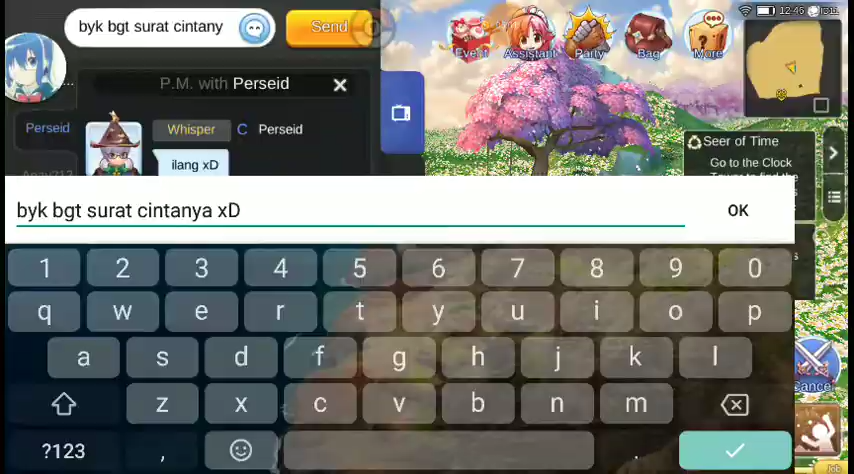 byk bgt surat cintany
Send
12:46
Event
Assistant
Party
Bag
More
P.M. with Perseid
Perseid
Whisper
C
Perseid
ilang xD
Seer of Time
Go to the Clock
byk bgt surat cintanya xD
OK
1 2 3 4 5 6 7 8 9 0
q w e r t y u i o p
a s d f g h j k l
z x c v b n m
?123 , .
Cance
Job